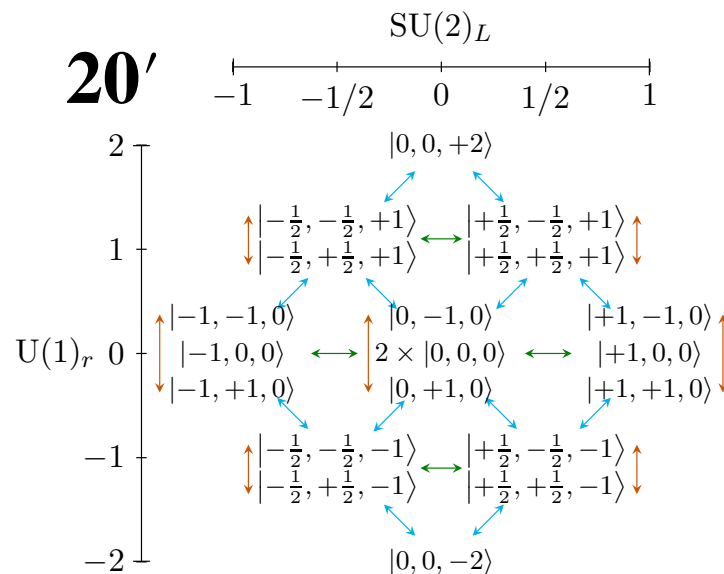 SU(2)_L
20′
−1 −1/2 0 1/2 1
2 |0, 0, +2⟩
|−½, −½, +1⟩ |+½, −½, +1⟩
1
|−½, +½, +1⟩ |+½, +½, +1⟩
|−1, −1, 0⟩ |0, −1, 0⟩ |+1, −1, 0⟩
U(1)_r 0 |−1, 0, 0⟩ 2 × |0, 0, 0⟩ |+1, 0, 0⟩
|−1, +1, 0⟩ |0, +1, 0⟩ |+1, +1, 0⟩
|−½, −½, −1⟩ |+½, −½, −1⟩
−1
|−½, +½, −1⟩ |+½, +½, −1⟩
−2 |0, 0, −2⟩